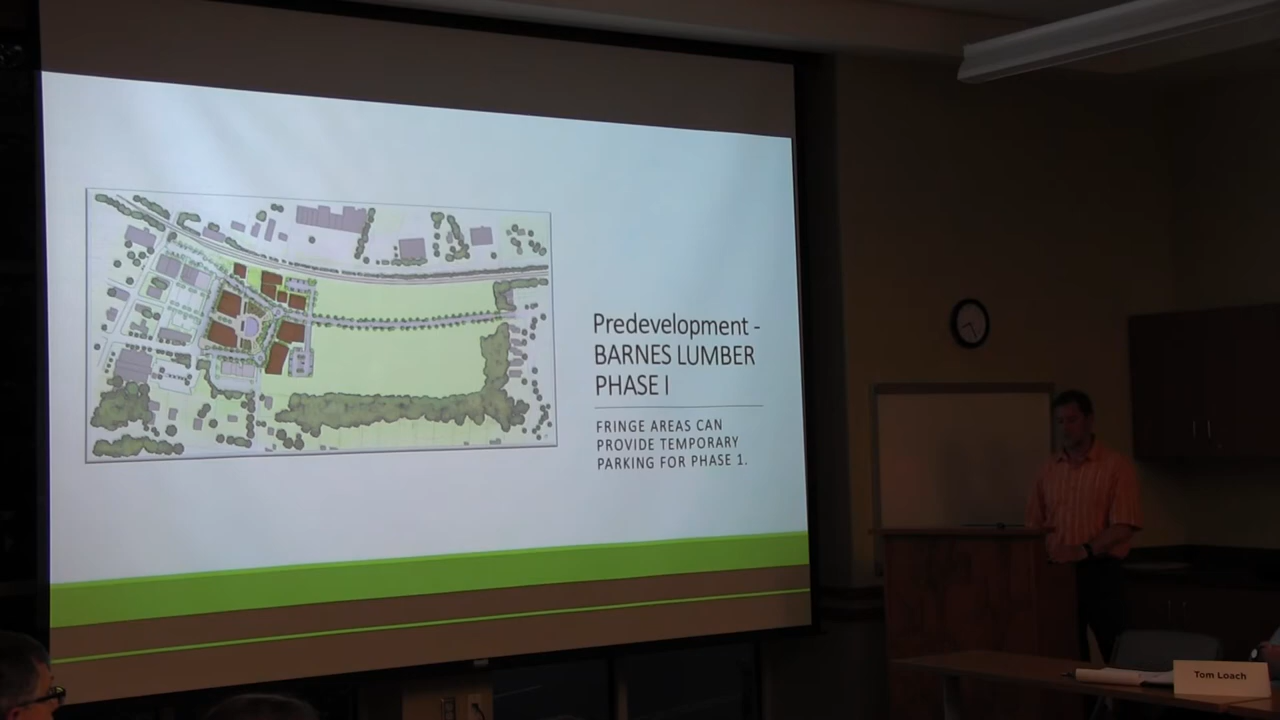 Predevelopment -
BARNES LUMBER
PHASE I
FRINGE AREAS CAN
PROVIDE TEMPORARY
PARKING FOR PHASE 1.
Tom Loach